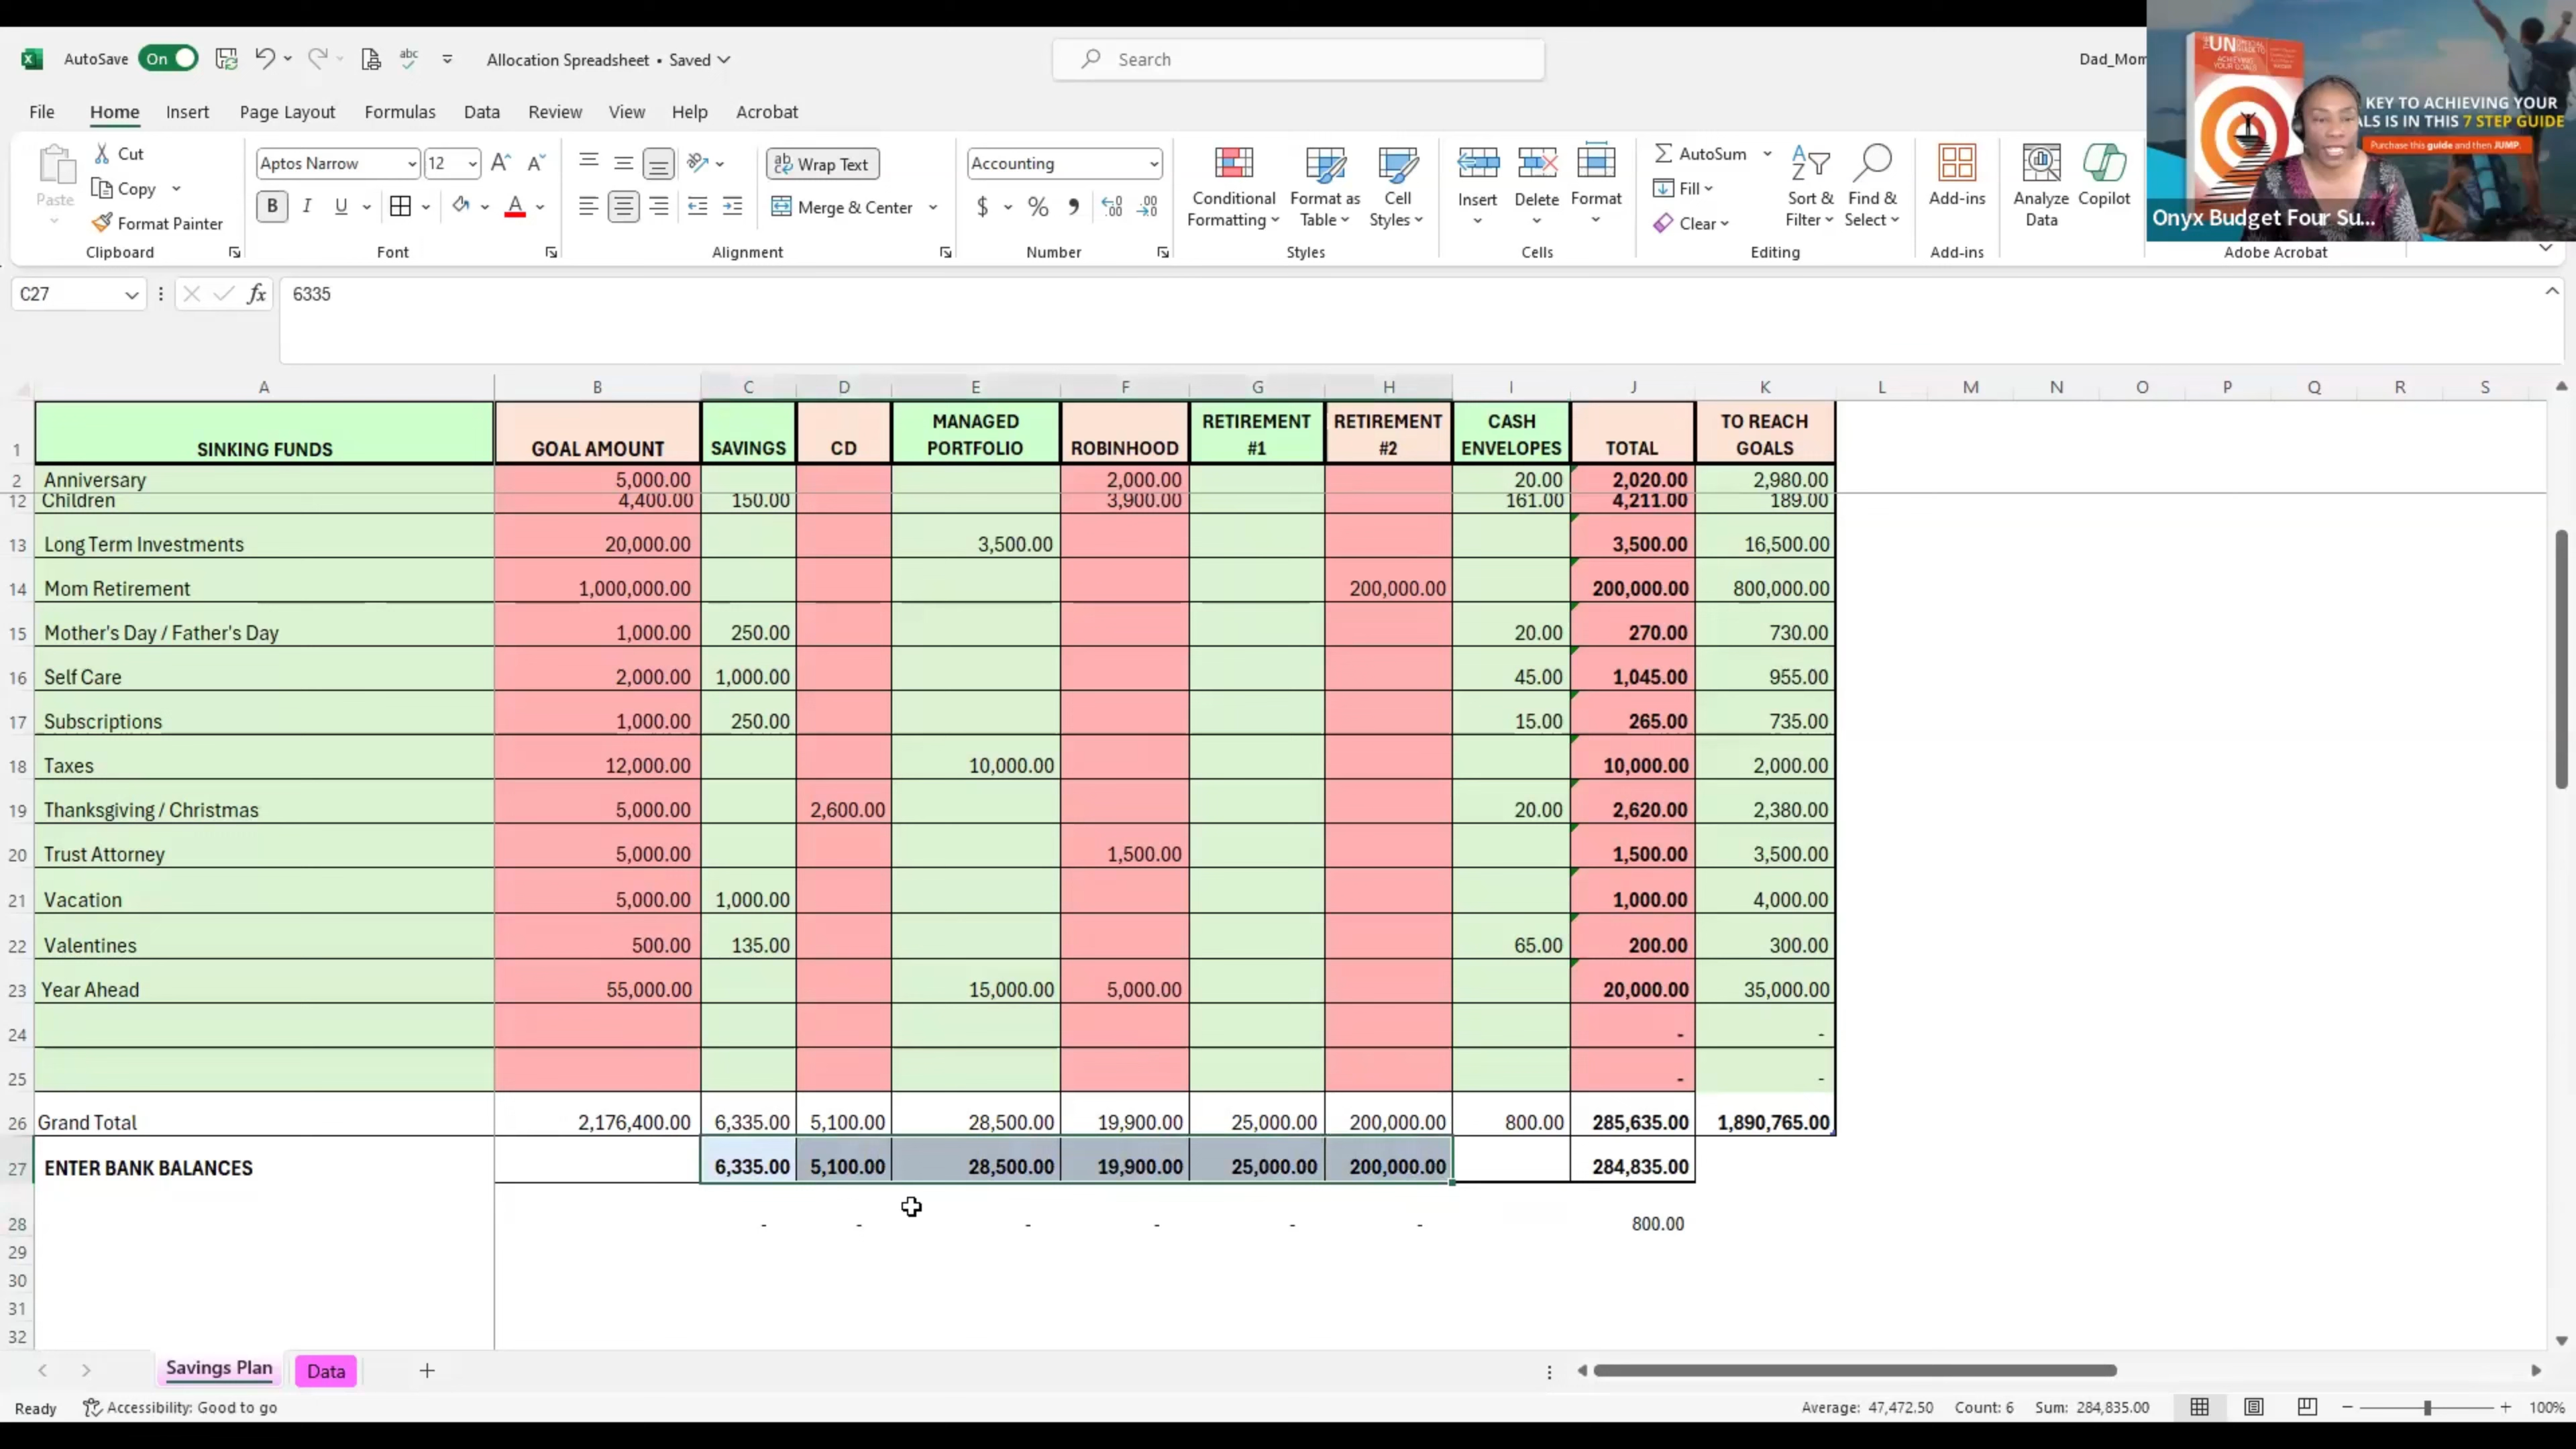 AutoSave On Allocation Spreadsheet • Saved Search Dad_Mom
File Home Insert Page Layout Formulas Data Review View Help Acrobat
Paste Cut Copy Format Painter Clipboard
Aptos Narrow 12 B I U A Font
ab Wrap Text Merge & Center Alignment
Accounting $ % 9 Number
Conditional Formatting Format as Table Cell Styles Styles
Insert Delete Format Cells
AutoSum Fill Clear Sort & Filter Find & Select Editing
Add-ins Add-ins
Analyze Data Copilot
Adobe Acrobat
UN
ACHIEVING
YOUR GOALS
KEY TO ACHIEVING YOUR
ALS IS IN THIS 7 STEP GUIDE
Purchase this guide and then JUMP.
Onyx Budget Four Su...
C27 fx 6335
A B C D E F G H I J K L M N O P Q R S
1 SINKING FUNDS GOAL AMOUNT SAVINGS CD MANAGED PORTFOLIO ROBINHOOD RETIREMENT #1 RETIREMENT #2 CASH ENVELOPES TOTAL TO REACH GOALS
2 Anniversary 5,000.00 2,000.00 20.00 2,020.00 2,980.00
12 Children 4,400.00 150.00 3,900.00 161.00 4,211.00 189.00
13 Long Term Investments 20,000.00 3,500.00 3,500.00 16,500.00
14 Mom Retirement 1,000,000.00 200,000.00 200,000.00 800,000.00
15 Mother's Day / Father's Day 1,000.00 250.00 20.00 270.00 730.00
16 Self Care 2,000.00 1,000.00 45.00 1,045.00 955.00
17 Subscriptions 1,000.00 250.00 15.00 265.00 735.00
18 Taxes 12,000.00 10,000.00 10,000.00 2,000.00
19 Thanksgiving / Christmas 5,000.00 2,600.00 20.00 2,620.00 2,380.00
20 Trust Attorney 5,000.00 1,500.00 1,500.00 3,500.00
21 Vacation 5,000.00 1,000.00 1,000.00 4,000.00
22 Valentines 500.00 135.00 65.00 200.00 300.00
23 Year Ahead 55,000.00 15,000.00 5,000.00 20,000.00 35,000.00
24 - -
25 - -
26 Grand Total 2,176,400.00 6,335.00 5,100.00 28,500.00 19,900.00 25,000.00 200,000.00 800.00 285,635.00 1,890,765.00
27 ENTER BANK BALANCES 6,335.00 5,100.00 28,500.00 19,900.00 25,000.00 200,000.00 284,835.00
28 - - - - - - 800.00
29
30
31
32
Savings Plan Data +
Ready Accessibility: Good to go Average: 47,472.50 Count: 6 Sum: 284,835.00 100%